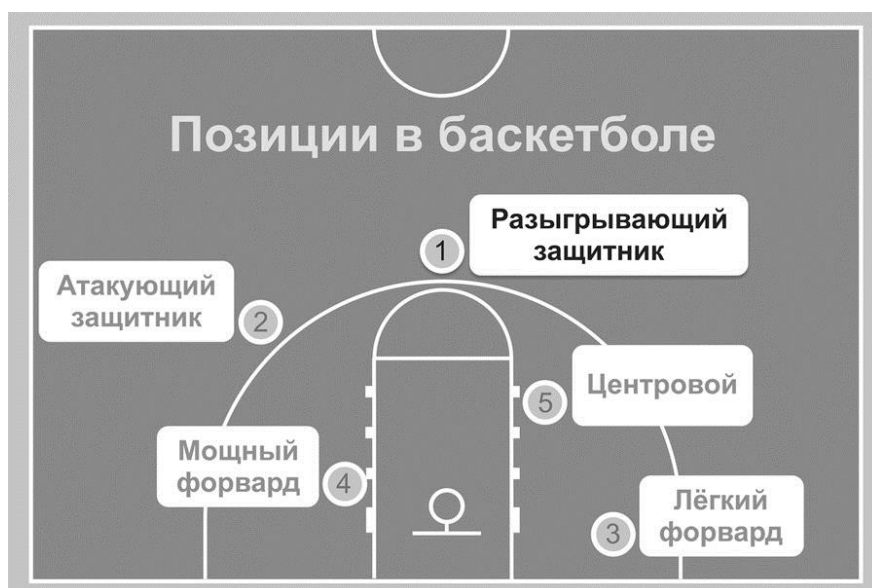 Позиции в баскетболе
1
Разыгрывающий
защитник
Атакующий
защитник
2
5
Центровой
Мощный
форвард
4
3
Лёгкий
форвард